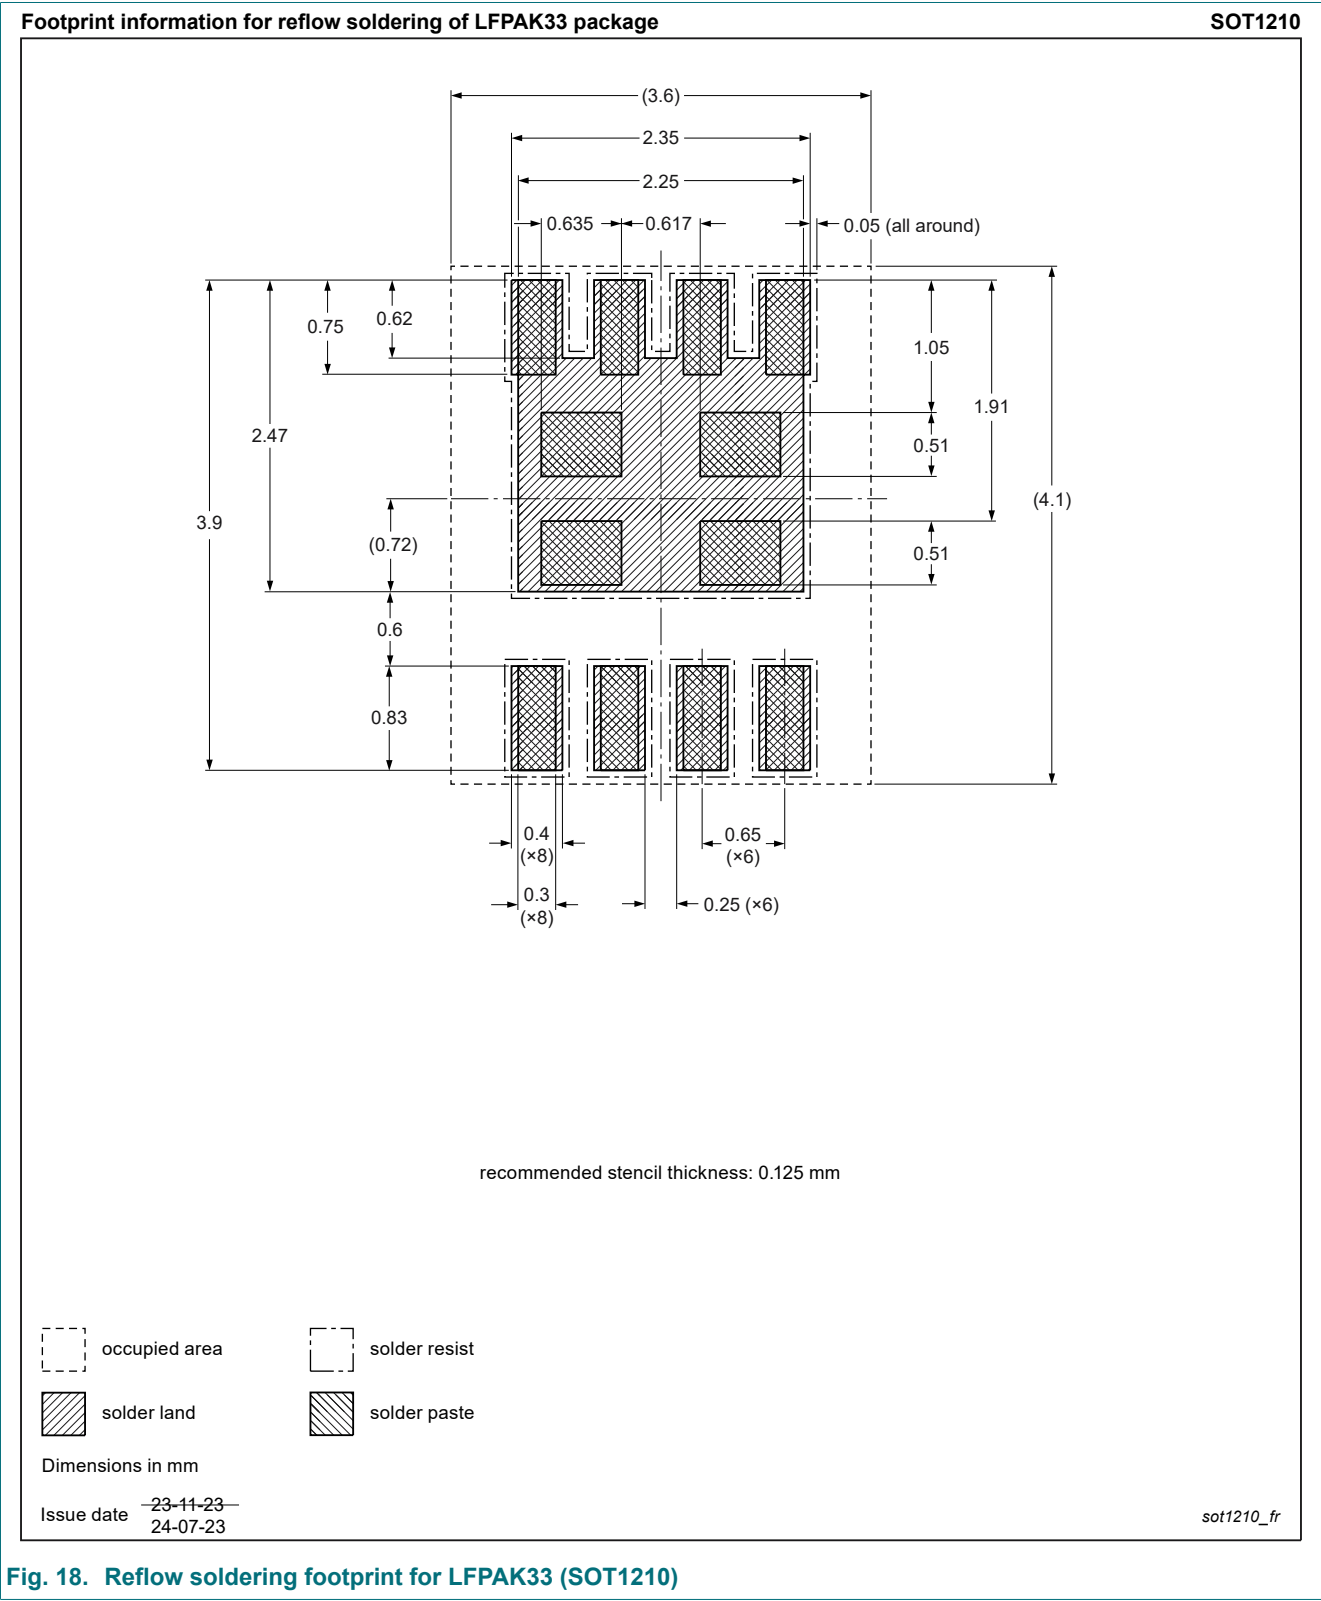 Footprint information for reflow soldering of LFPAK33 package SOT1210
(3.6)
2.35
2.25
0.635 0.617 0.05 (all around)
0.75 0.62
1.05
1.91
2.47
0.51
(4.1)
3.9
(0.72)
0.51
0.6
0.83
0.4
(×8)
0.65
(×6)
0.3
(×8)
0.25 (×6)
recommended stencil thickness: 0.125 mm
occupied area solder resist
solder land solder paste
Dimensions in mm
Issue date 23-11-23
24-07-23
sot1210_fr
Fig. 18. Reflow soldering footprint for LFPAK33 (SOT1210)